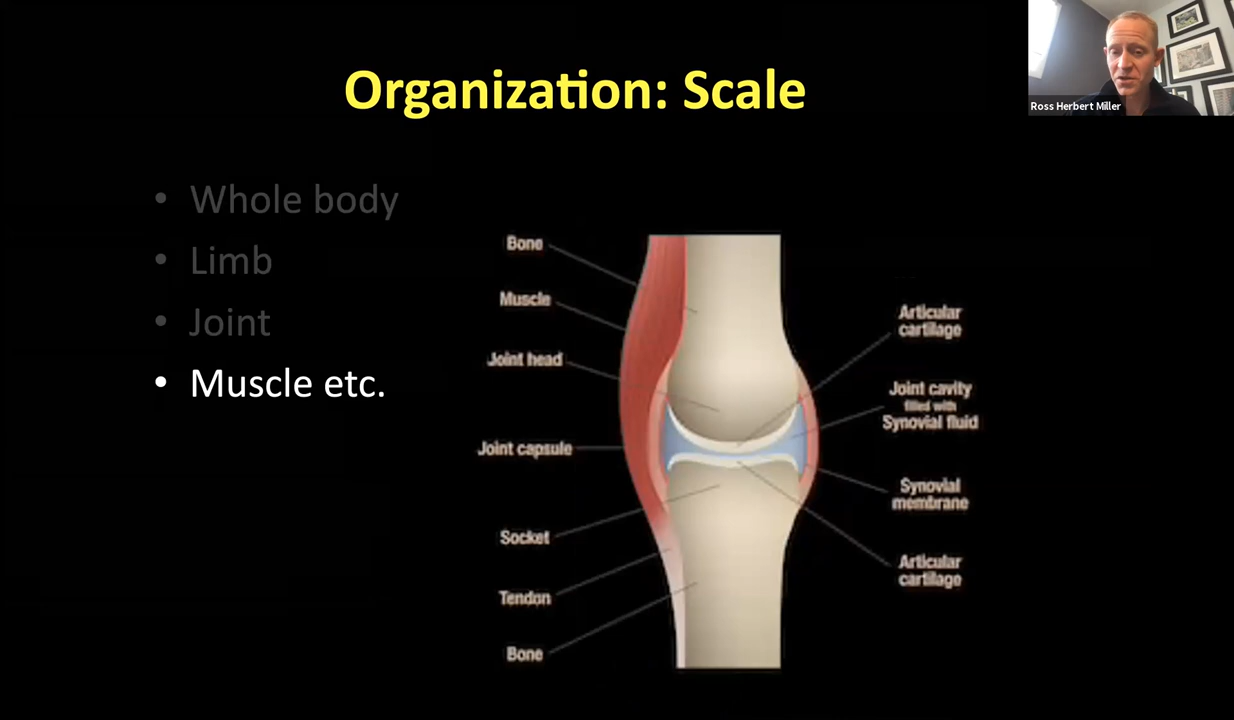 Organization: Scale
Ross Herbert Miller
• Whole body
• Limb
• Joint
• Muscle etc.
Bone
Muscle
Joint head
Joint capsule
Socket
Tendon
Bone
Articular
cartilage
Joint cavity
filled with
Synovial fluid
Synovial
membrane
Articular
cartilage